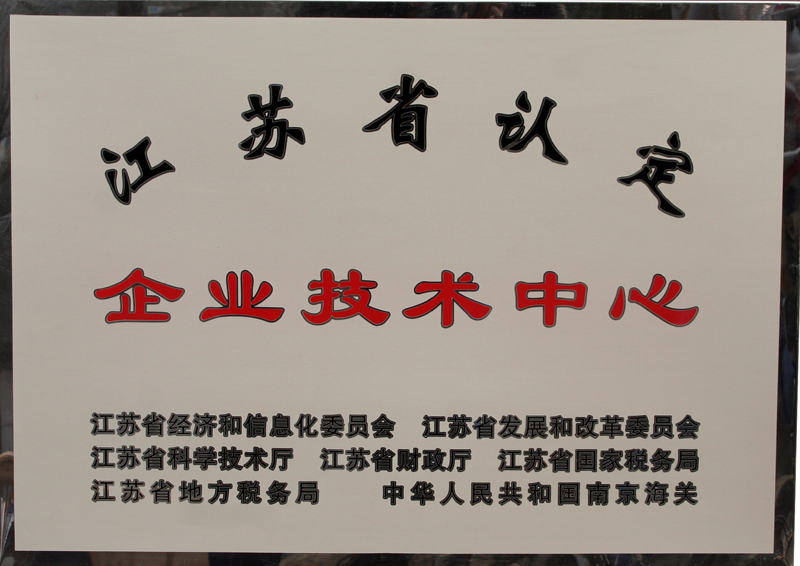 江苏省认定
企业技术中心
江苏省经济和信息化委员会 江苏省发展和改革委员会
江苏省科学技术厅 江苏省财政厅 江苏省国家税务局
江苏省地方税务局 中华人民共和国南京海关